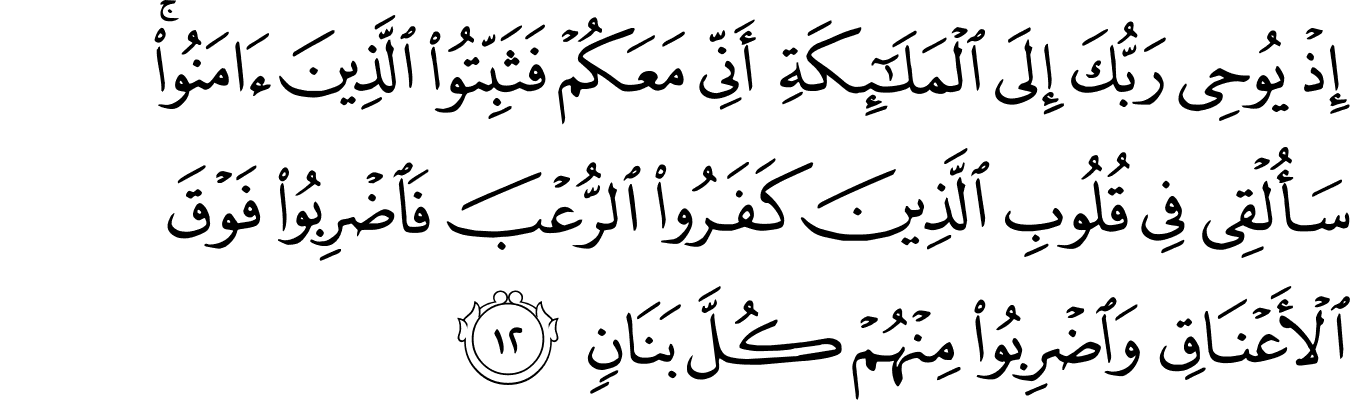 إِذْ يُوحِى رَبُّكَ إِلَى ٱلْمَلَـٰٓئِكَةِ أَنِّى مَعَكُمْ فَثَبِّتُوا۟ ٱلَّذِينَ ءَامَنُوا۟ ۚ
سَأُلْقِى فِى قُلُوبِ ٱلَّذِينَ كَفَرُوا۟ ٱلرُّعْبَ فَٱضْرِبُوا۟ فَوْقَ
ٱلْأَعْنَاقِ وَٱضْرِبُوا۟ مِنْهُمْ كُلَّ بَنَانٍ ١٢